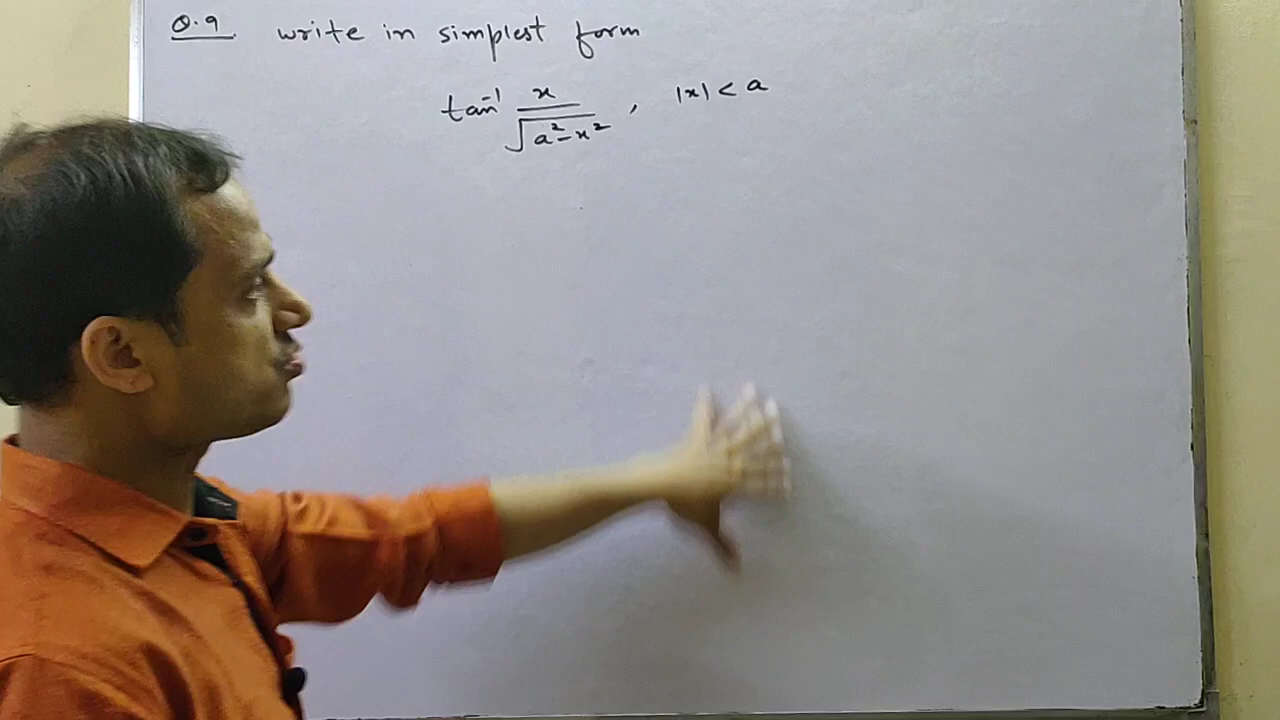 Q.9 write in simplest form
tan⁻¹ x/√(a²-x²) , |x| < a